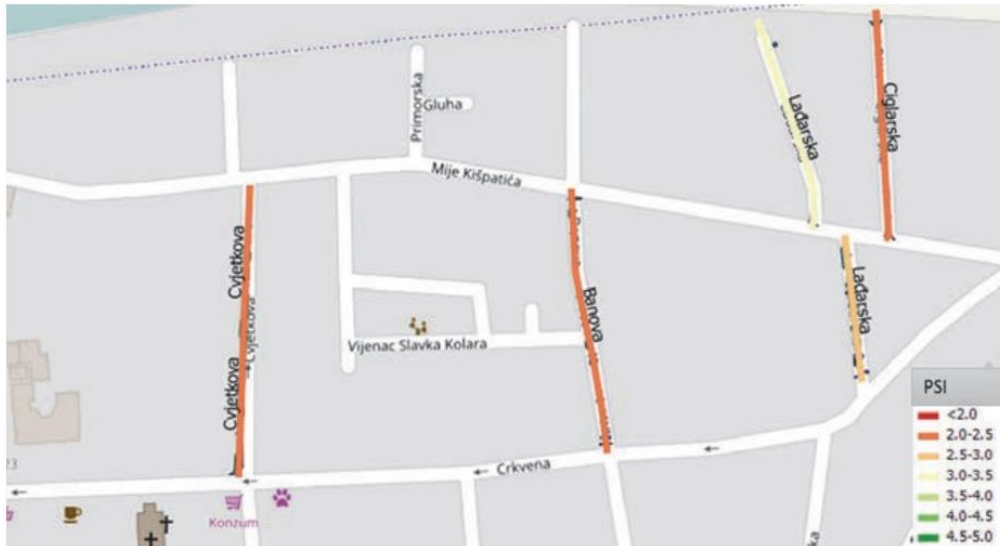 Primorska
Gluha
Mije Kišpatića
Lađarska
Ciglarska
Cvjetkova
Cvjetkova
Cvjetkova
Banova
Lađarska
Vijenac Slavka Kolara
Crkvena
Konzum
23
ka
PSI
<2.0
2.0-2.5
2.5-3.0
3.0-3.5
3.5-4.0
4.0-4.5
4.5-5.0